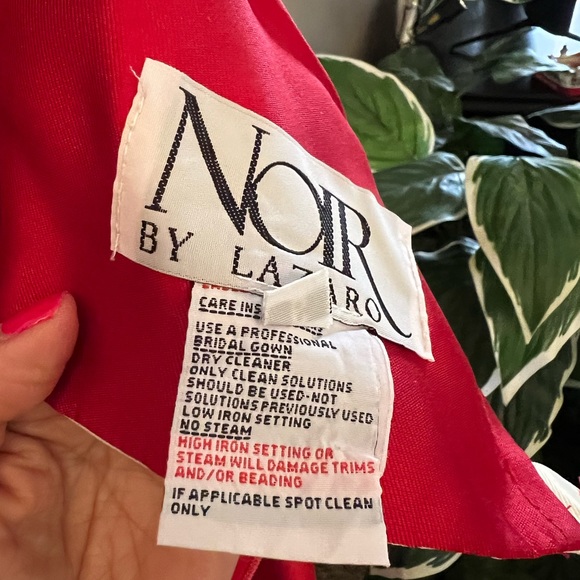 NOIR
BY LAZARO
CARE INS
USE A PROFESSIONAL
BRIDAL GOWN
DRY CLEANER
ONLY CLEAN SOLUTIONS
SHOULD BE USED-NOT
SOLUTIONS PREVIOUSLY USED
LOW IRON SETTING
NO STEAM
HIGH IRON SETTING OR
STEAM WILL DAMAGE TRIMS
AND/OR BEADING
IF APPLICABLE SPOT CLEAN
ONLY